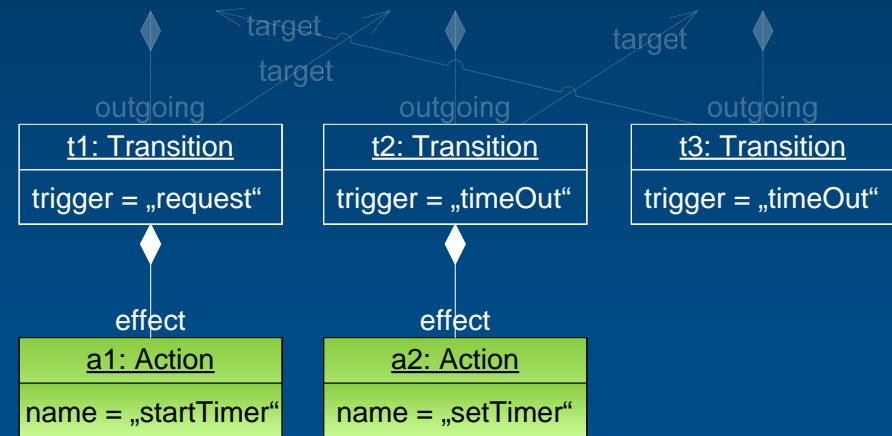 target
target
target
outgoing
outgoing
outgoing
t1: Transition
t2: Transition
t3: Transition
trigger = „request“
trigger = „timeOut“
trigger = „timeOut“
effect
effect
a1: Action
a2: Action
name = „startTimer“
name = „setTimer“